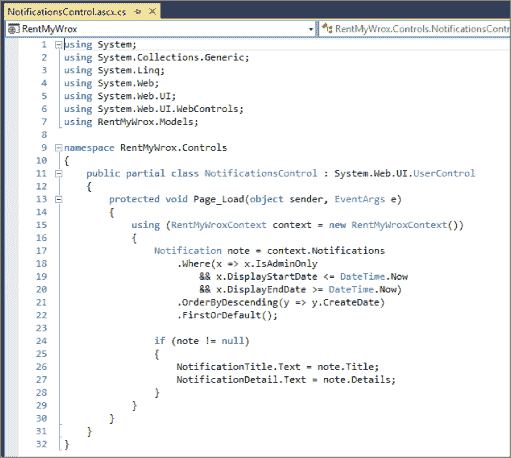 NotificationsControl.ascx.cs
RentMyWrox
RentMyWrox.Controls.NotificationsContr
1 using System;
2 using System.Collections.Generic;
3 using System.Linq;
4 using System.Web;
5 using System.Web.UI;
6 using System.Web.UI.WebControls;
7 using RentMyWrox.Models;
8
9 namespace RentMyWrox.Controls
10 {
11 public partial class NotificationsControl : System.Web.UI.UserControl
12 {
13 protected void Page_Load(object sender, EventArgs e)
14 {
15 using (RentMyWroxContext context = new RentMyWroxContext())
16 {
17 Notification note = context.Notifications
18 .Where(x => x.IsAdminOnly
19 && x.DisplayStartDate <= DateTime.Now
20 && x.DisplayEndDate >= DateTime.Now)
21 .OrderByDescending(y => y.CreateDate)
22 .FirstOrDefault();
23
24 if (note != null)
25 {
26 NotificationTitle.Text = note.Title;
27 NotificationDetail.Text = note.Details;
28 }
29 }
30 }
31 }
32 }